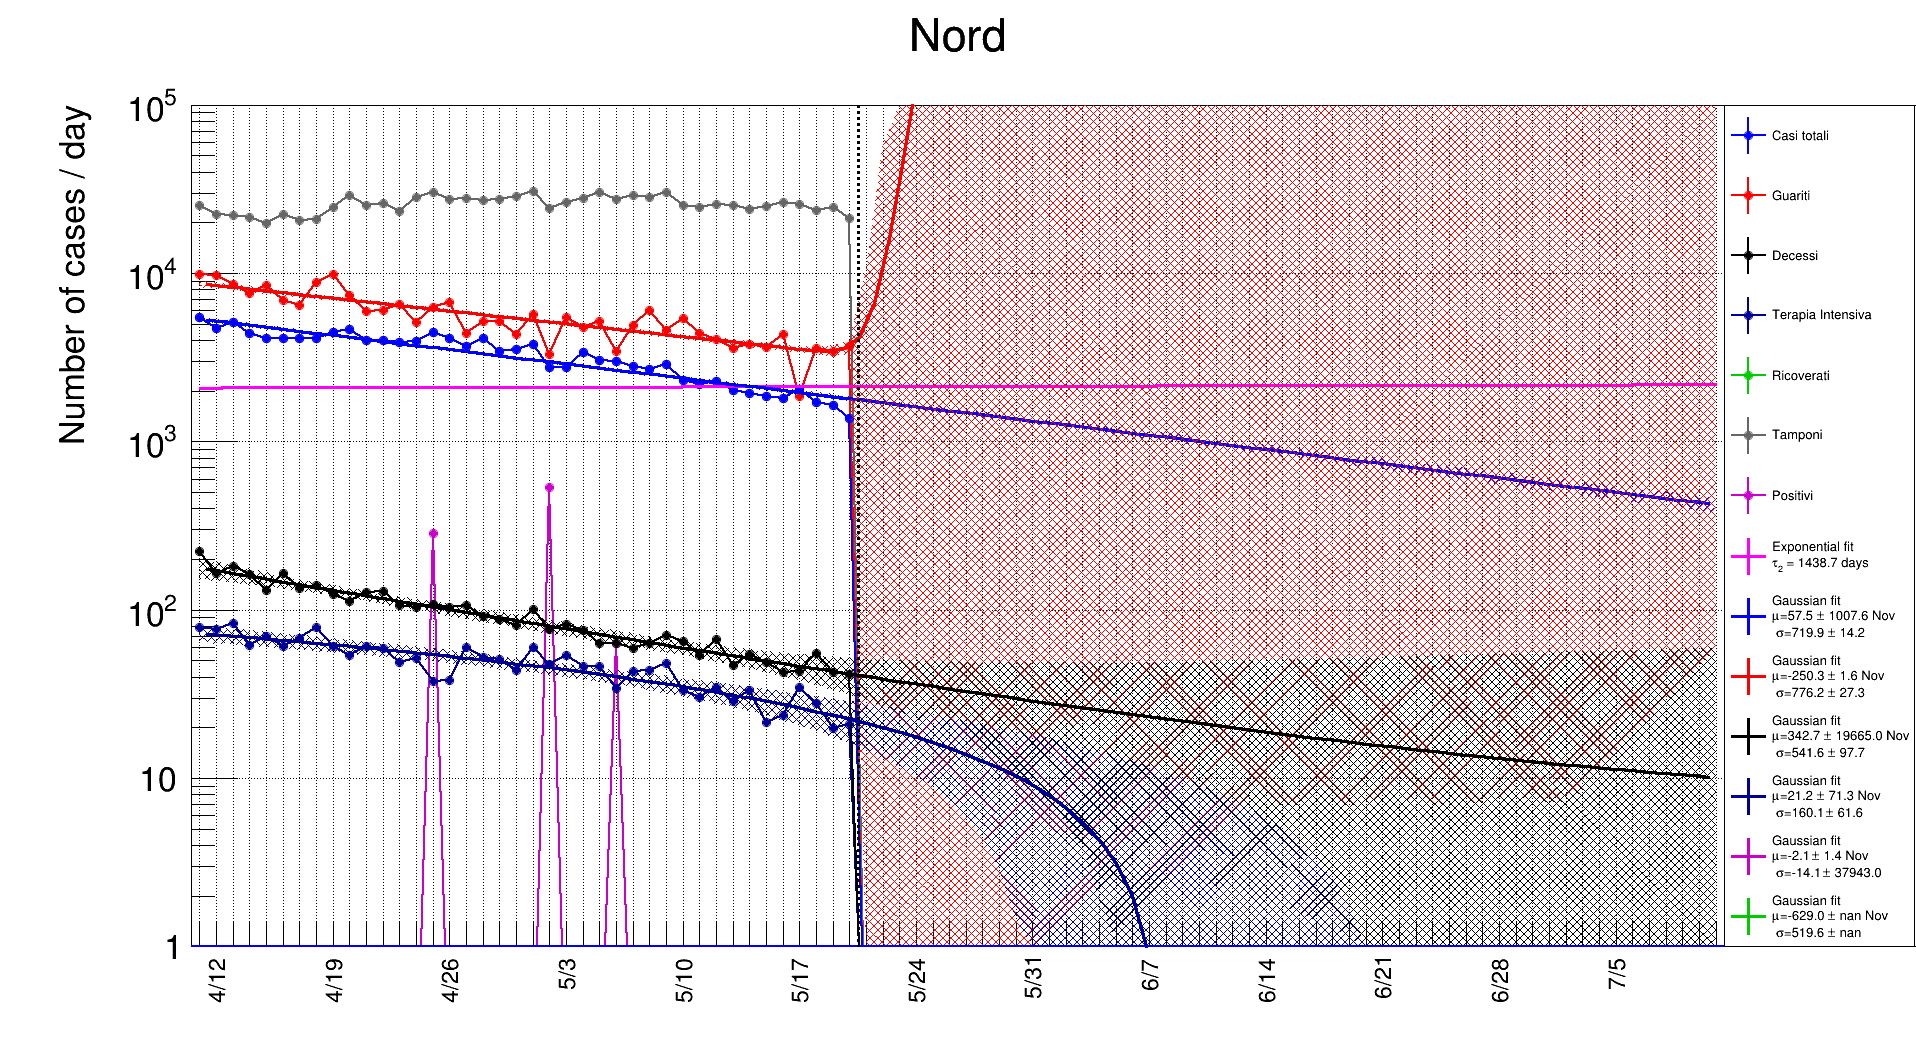 Nord
Number of cases / day
10^5
10^4
10^3
10^2
10
1
4/12
4/19
4/26
5/3
5/10
5/17
5/24
5/31
6/7
6/14
6/21
6/28
7/5
Casi totali
Guariti
Decessi
Terapia Intensiva
Ricoverati
Tamponi
Positivi
Exponential fit
τ₂ = 1438.7 days
Gaussian fit
μ=57.5 ± 1007.6 Nov
σ=719.9 ± 14.2
Gaussian fit
μ=-250.3 ± 1.6 Nov
σ=776.2 ± 27.3
Gaussian fit
μ=342.7 ± 19665.0 Nov
σ=541.6 ± 97.7
Gaussian fit
μ=21.2 ± 71.3 Nov
σ=160.1 ± 61.6
Gaussian fit
μ=-2.1 ± 1.4 Nov
σ=-14.1 ± 37943.0
Gaussian fit
μ=-629.0 ± nan Nov
σ=519.6 ± nan